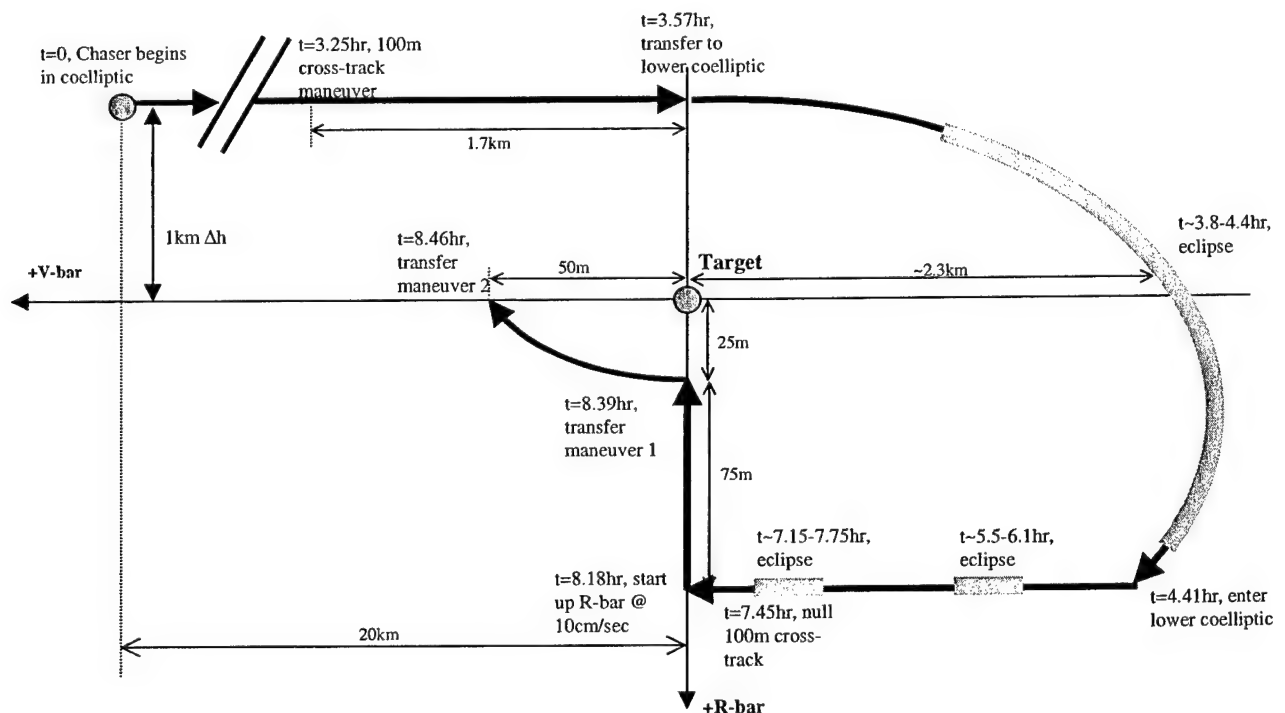 t=0, Chaser begins
in coelliptic
t=3.25hr, 100m
cross-track
maneuver
t=3.57hr,
transfer to
lower coelliptic
1.7km
1km Δh
t~3.8-4.4hr,
eclipse
+V-bar
t=8.46hr,
transfer
maneuver 2
50m
Target
~2.3km
25m
t=8.39hr,
transfer
maneuver 1
75m
t~7.15-7.75hr,
eclipse
t~5.5-6.1hr,
eclipse
t=8.18hr, start
up R-bar @
10cm/sec
t=7.45hr, null
100m cross-
track
t=4.41hr, enter
lower coelliptic
20km
+R-bar